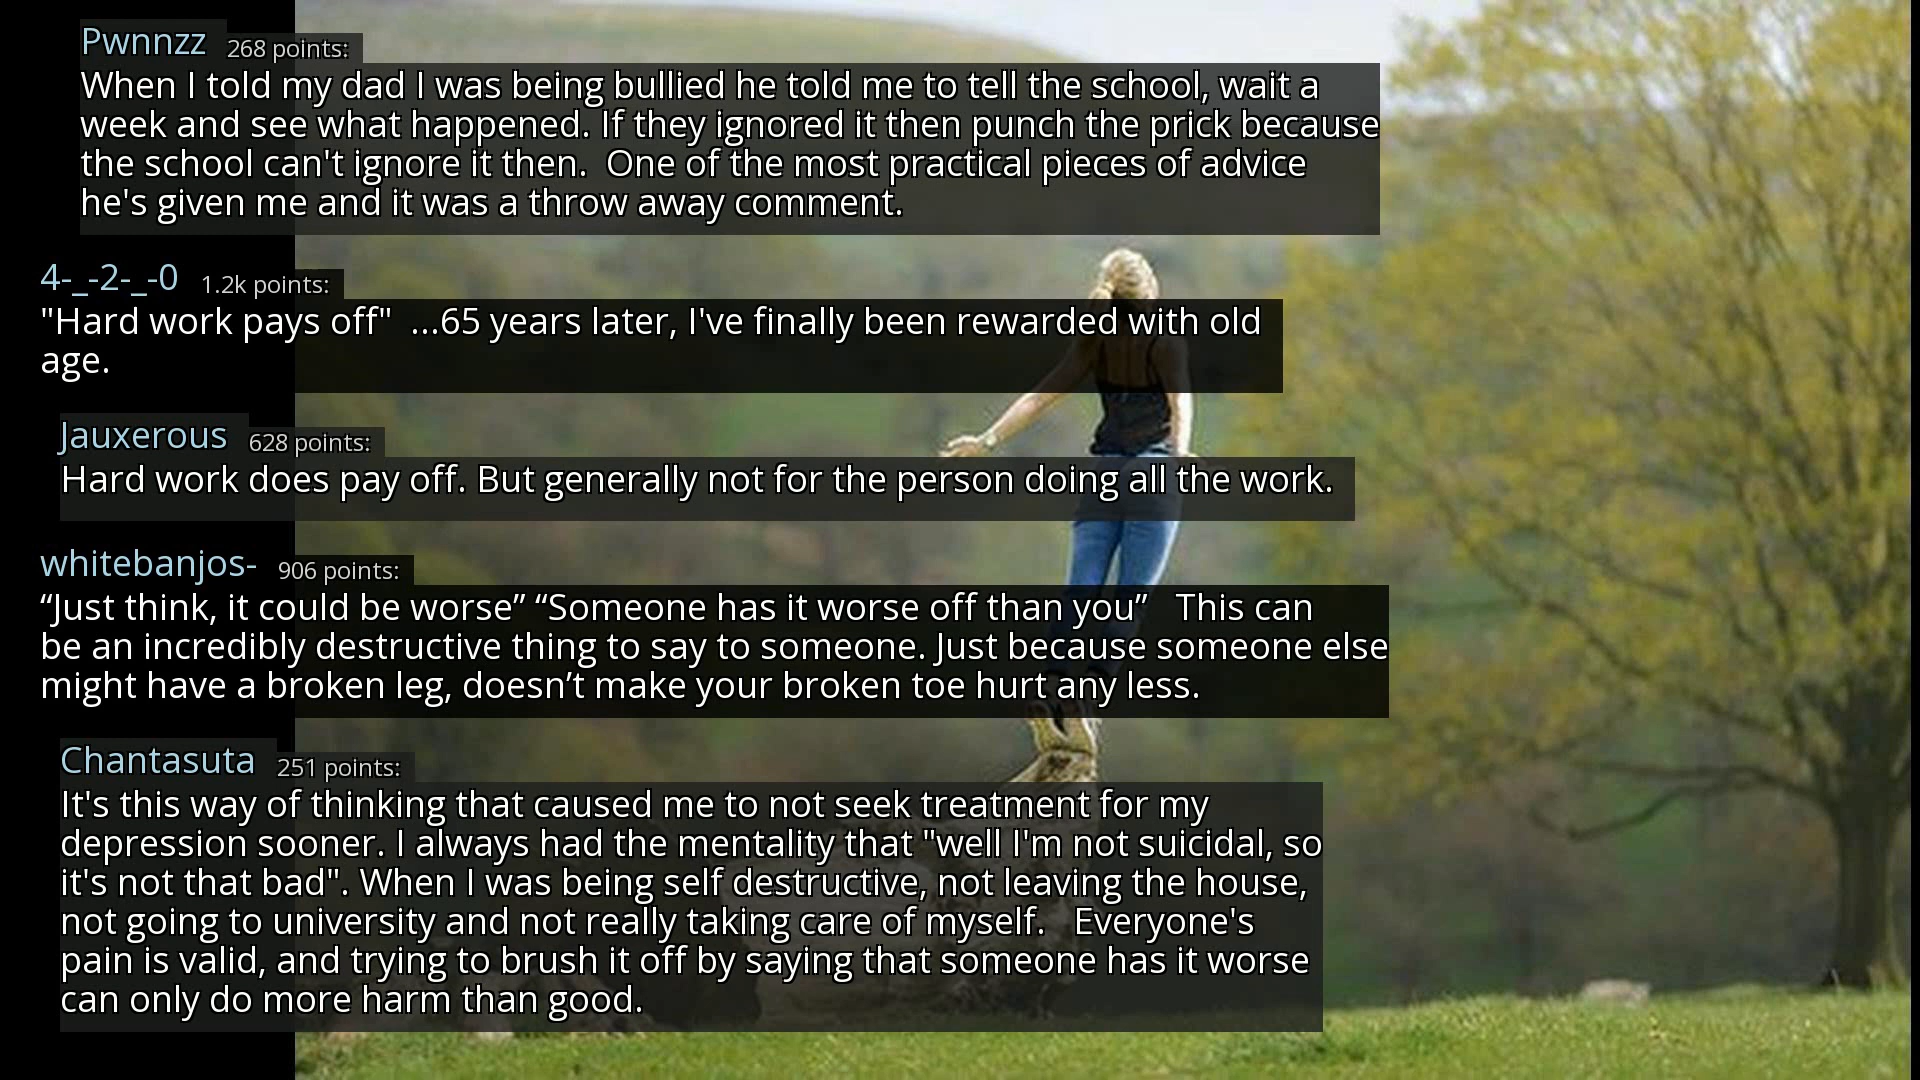 Pwnnzz 268 points:
When I told my dad I was being bullied he told me to tell the school, wait a
week and see what happened. If they ignored it then punch the prick because
the school can't ignore it then.  One of the most practical pieces of advice
he's given me and it was a throw away comment.
4-_-2-_-0 1.2k points:
"Hard work pays off"  ...65 years later, I've finally been rewarded with old
age.
Jauxerous 628 points:
Hard work does pay off. But generally not for the person doing all the work.
whitebanjos- 906 points:
“Just think, it could be worse” “Someone has it worse off than you”   This can
be an incredibly destructive thing to say to someone. Just because someone else
might have a broken leg, doesn’t make your broken toe hurt any less.
Chantasuta 251 points:
It's this way of thinking that caused me to not seek treatment for my
depression sooner. I always had the mentality that "well I'm not suicidal, so
it's not that bad". When I was being self destructive, not leaving the house,
not going to university and not really taking care of myself.   Everyone's
pain is valid, and trying to brush it off by saying that someone has it worse
can only do more harm than good.